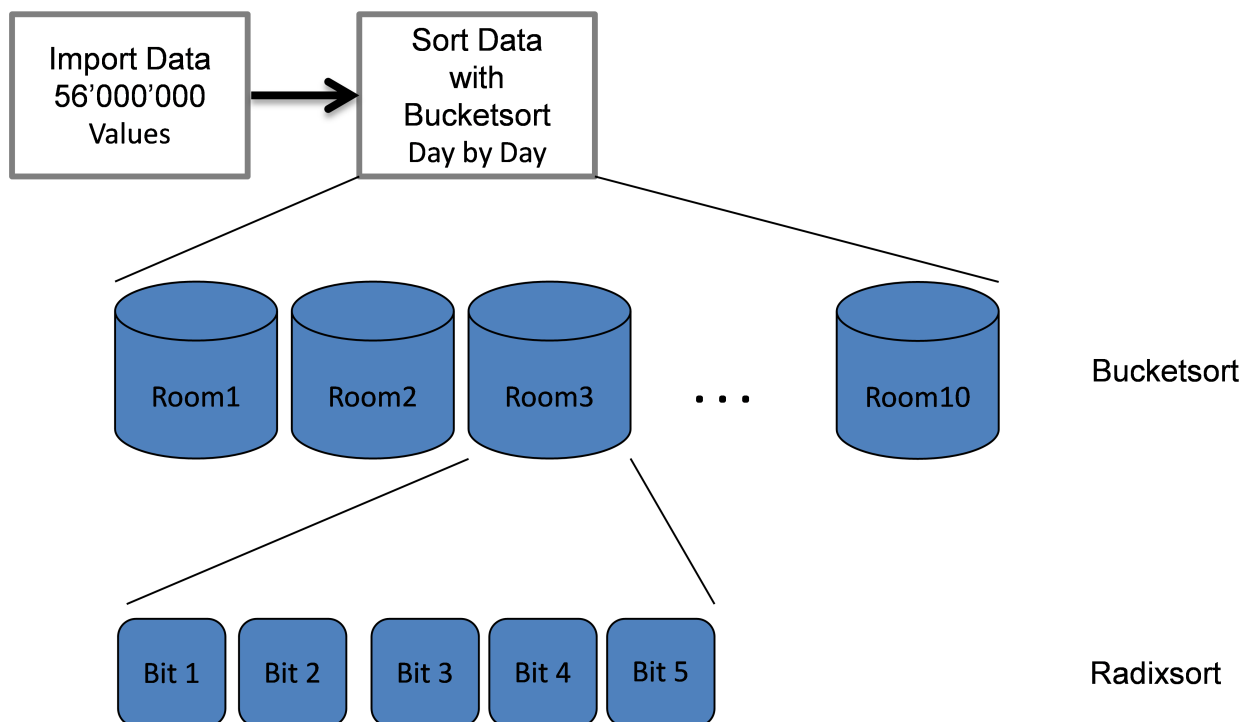 Import Data
56’000’000
Values
Sort Data
with
Bucketsort
Day by Day
Room1
Room2
Room3
. . .
Room10
Bucketsort
Bit 1
Bit 2
Bit 3
Bit 4
Bit 5
Radixsort